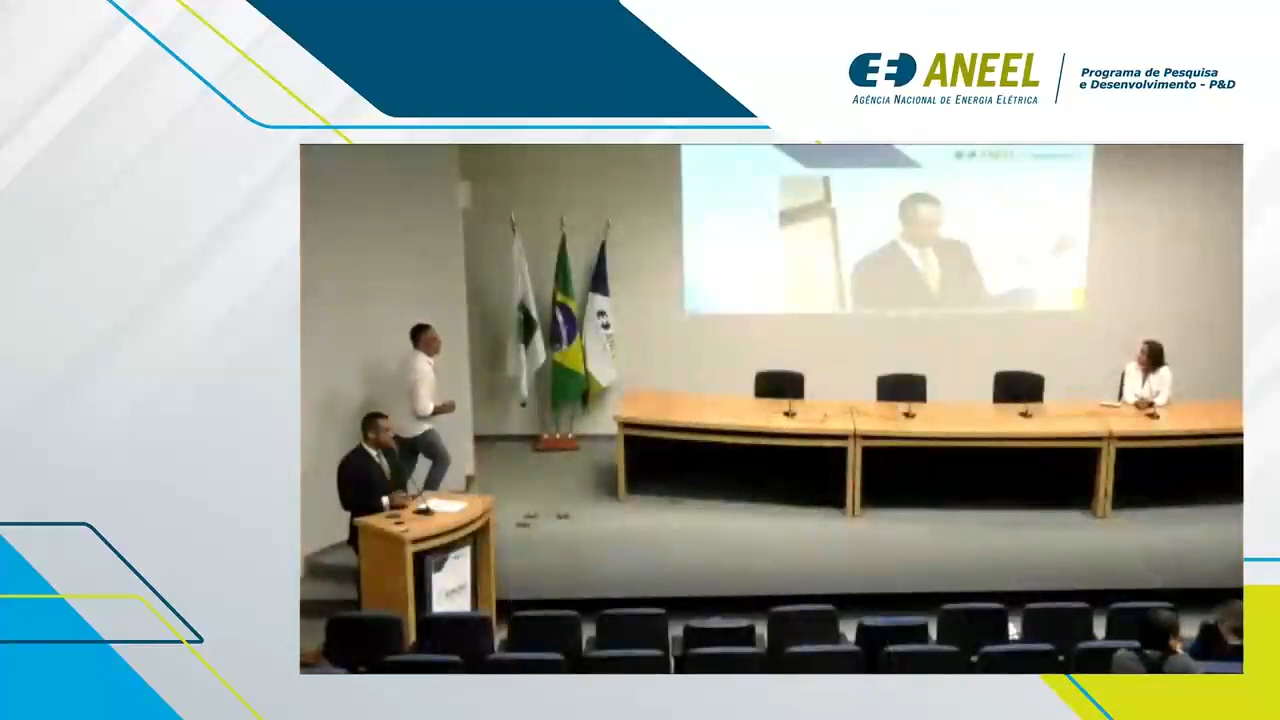 ANEEL
AGÊNCIA NACIONAL DE ENERGIA ELÉTRICA
Programa de Pesquisa
e Desenvolvimento - P&D